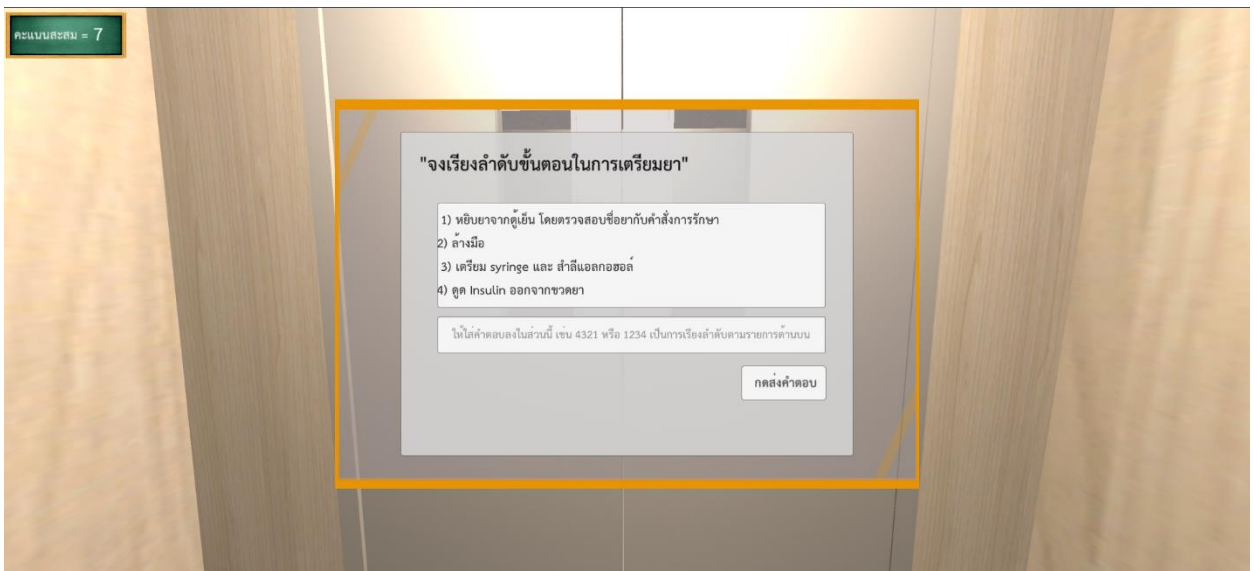 คะแนนสะสม = 7
"จงเรียงลำดับขั้นตอนในการเตรียมยา"
1) หยิบยาจากตู้เย็น โดยตรวจสอบชื่อยากับคำสั่งการรักษา
2) ล้างมือ
3) เตรียม syringe และ สำลีแอลกอฮอล์
4) ดูด Insulin ออกจากขวดยา
ให้ใส่คำตอบลงในส่วนนี้ เช่น 4321 หรือ 1234 เป็นการเรียงลำดับตามรายการด้านบน
กดส่งคำตอบ